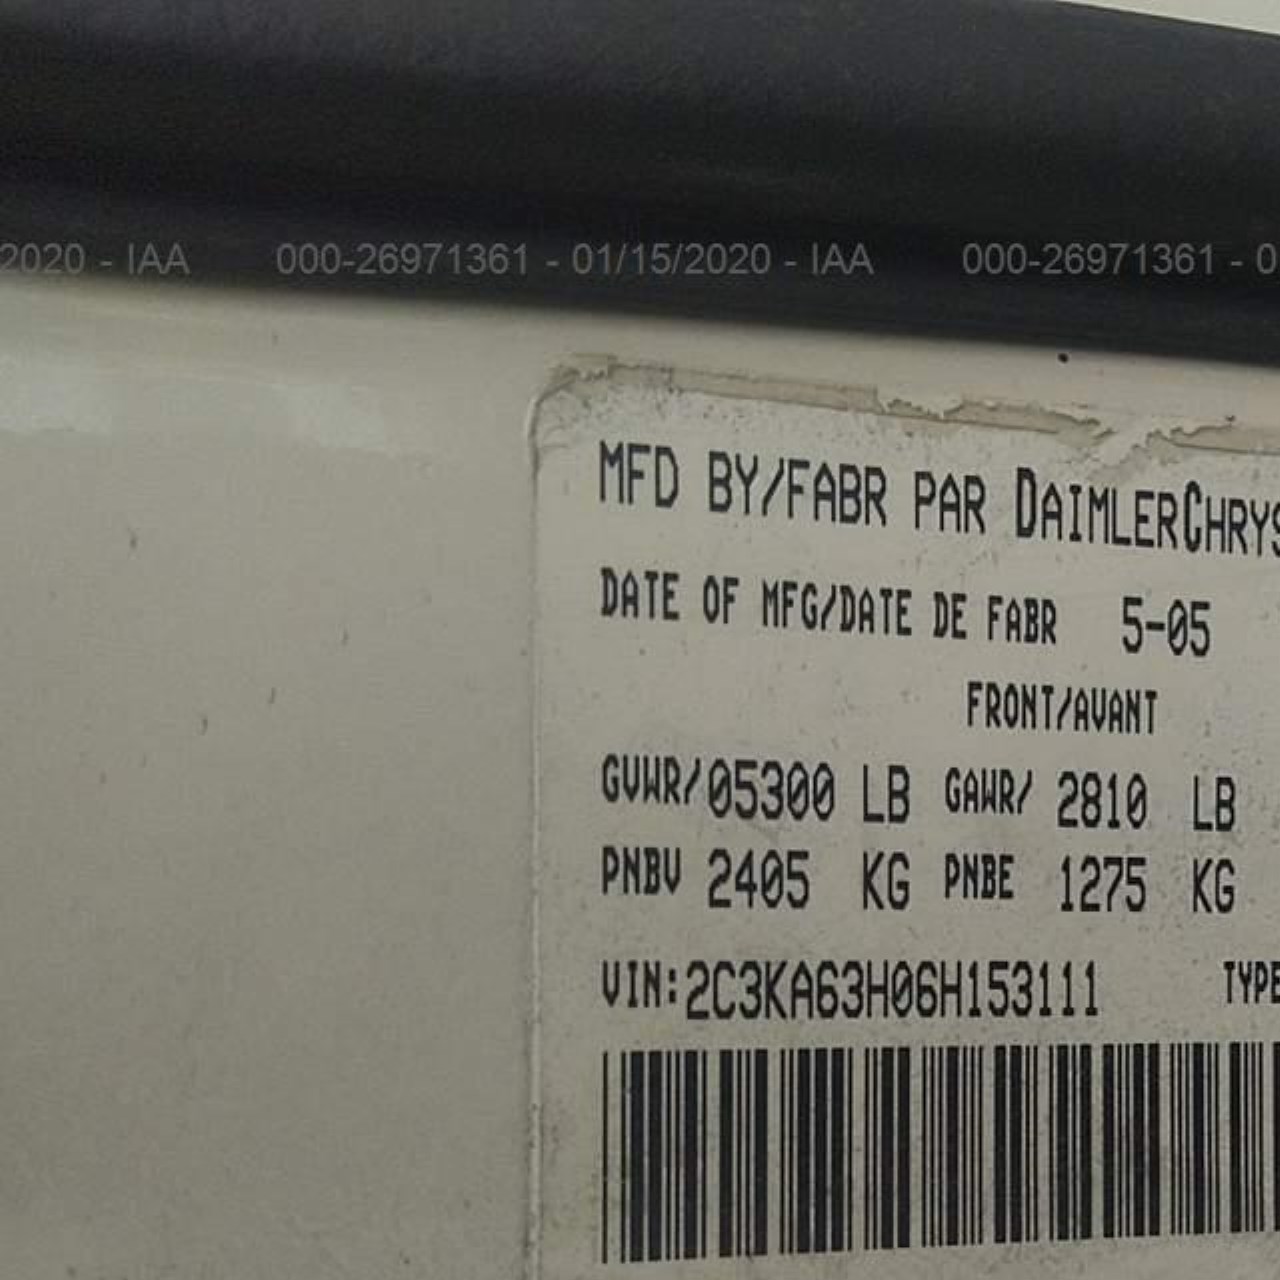 2020 - IAA 000-26971361 - 01/15/2020 - IAA 000-26971361 - 0
MFD BY/FABR PAR DAIMLERCHRYS
DATE OF MFG/DATE DE FABR 5-05
FRONT/AVANT
GVWR/05300 LB GAWR/ 2810 LB
PNBV 2405 KG PNBE 1275 KG
VIN:2C3KA63H06H153111 TYPE